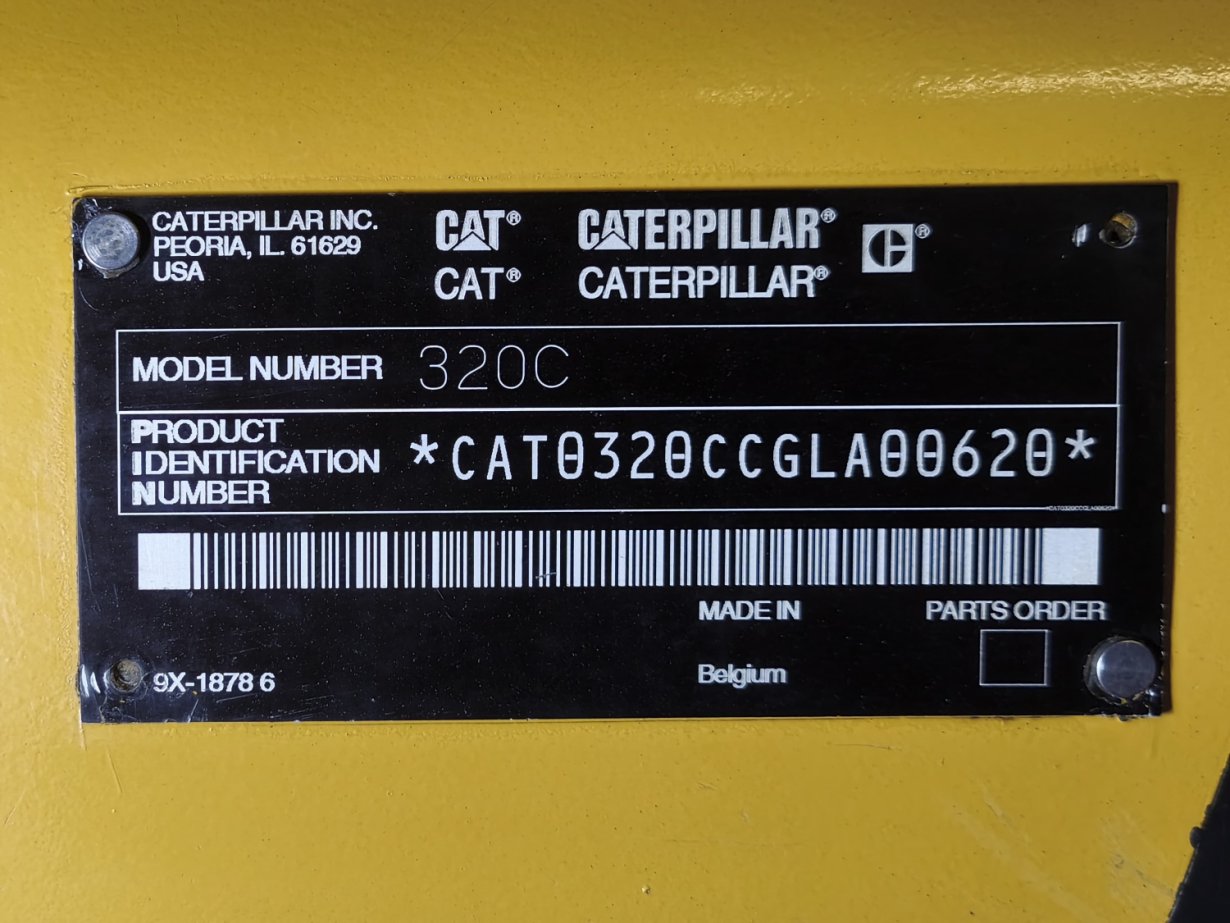 CATERPILLAR INC.
PEORIA, IL. 61629
USA
CAT® CATERPILLAR® C®
CAT® CATERPILLAR®
MODEL NUMBER 320C
PRODUCT
IDENTIFICATION
NUMBER
*CAT0320CCGLA00620*
*CAT0320CCGLA00620*
MADE IN
PARTS ORDER
Belgium
9X-1878 6